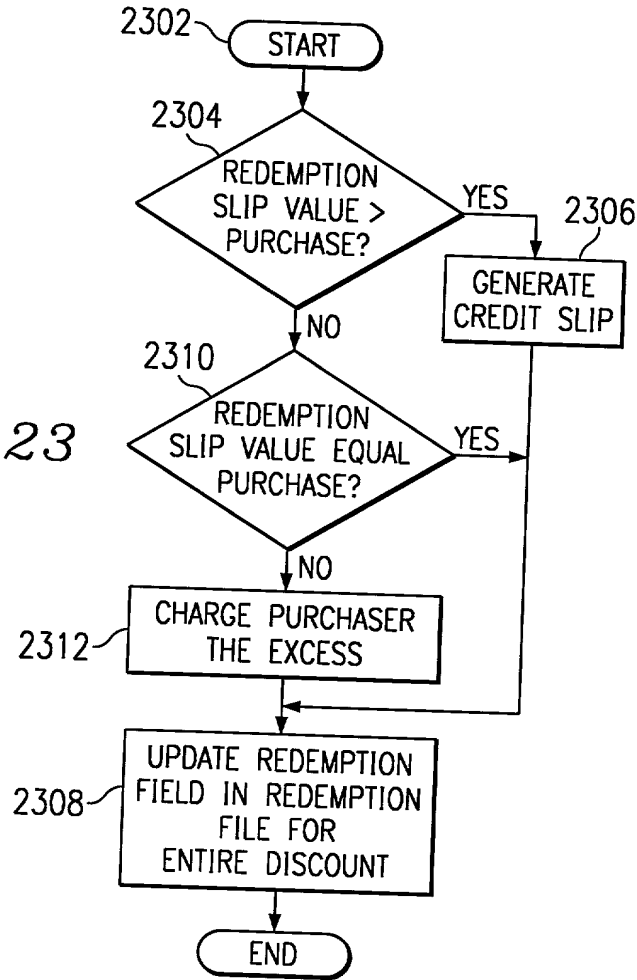 2302
START
2304
REDEMPTION
SLIP VALUE >
PURCHASE?
YES
2306
GENERATE
CREDIT SLIP
NO
2310
REDEMPTION
SLIP VALUE EQUAL
PURCHASE?
YES
23
NO
CHARGE PURCHASER
THE EXCESS
2312
UPDATE REDEMPTION
FIELD IN REDEMPTION
FILE FOR
ENTIRE DISCOUNT
2308
END